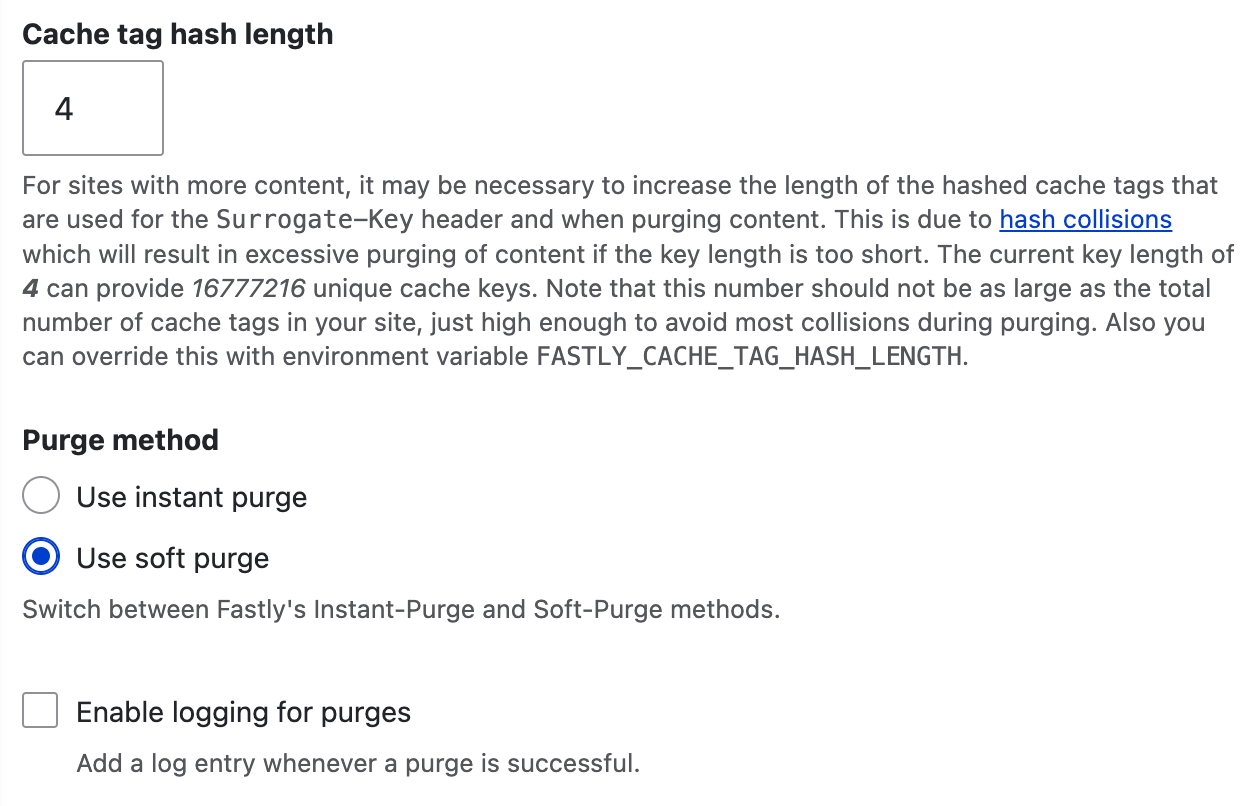 Cache tag hash length
4
For sites with more content, it may be necessary to increase the length of the hashed cache tags that
are used for the Surrogate–Key header and when purging content. This is due to hash collisions
which will result in excessive purging of content if the key length is too short. The current key length of
4 can provide 16777216 unique cache keys. Note that this number should not be as large as the total
number of cache tags in your site, just high enough to avoid most collisions during purging. Also you
can override this with environment variable FASTLY_CACHE_TAG_HASH_LENGTH.
Purge method
Use instant purge
Use soft purge
Switch between Fastly's Instant-Purge and Soft-Purge methods.
Enable logging for purges
Add a log entry whenever a purge is successful.